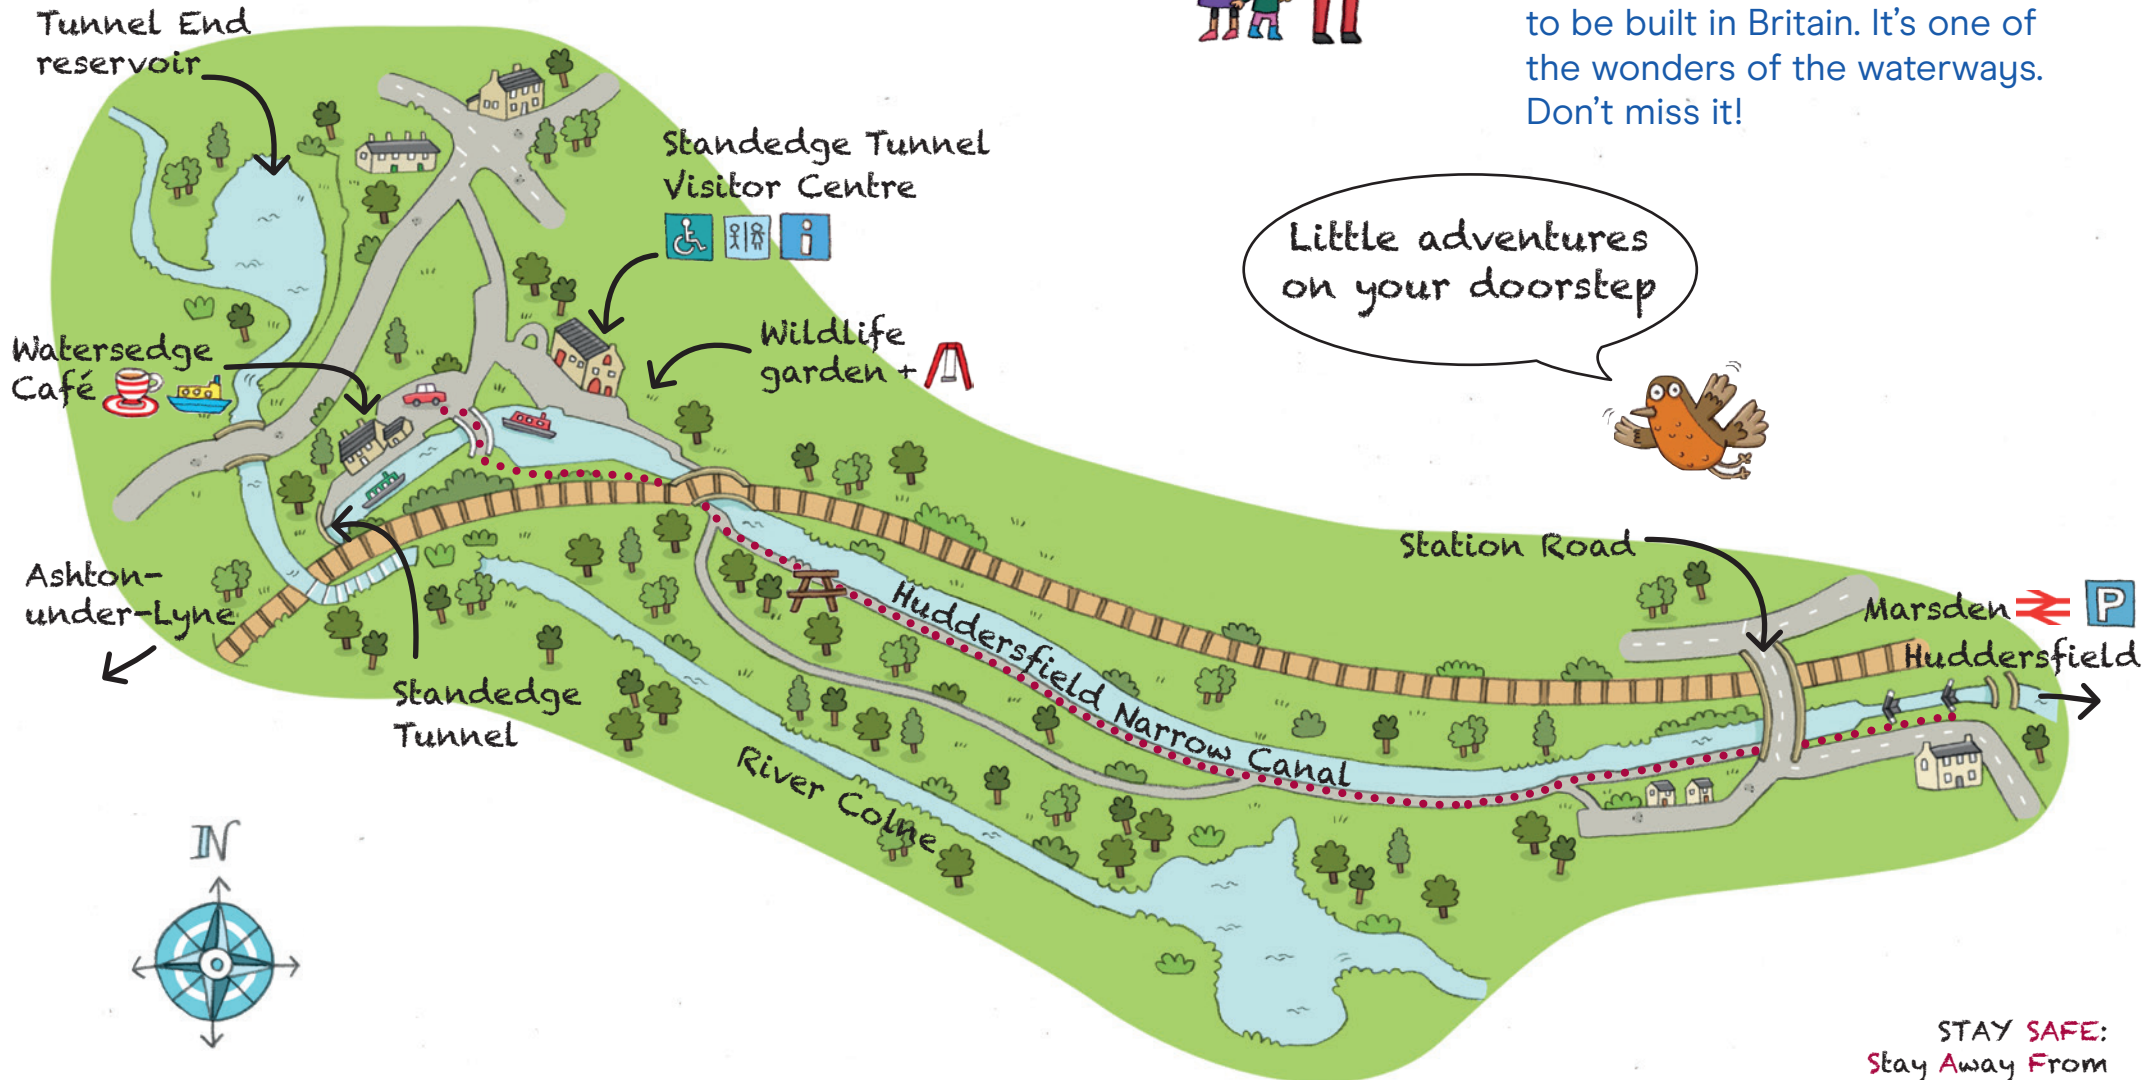 to be built in Britain. It's one of
the wonders of the waterways.
Don't miss it!
Tunnel End
reservoir
Standedge Tunnel
Visitor Centre
i
Little adventures
on your doorstep
Wildlife
garden +
Watersedge
Café
Station Road
Ashton-
under-Lyne
Marsden
P
Huddersfield
Huddersfield Narrow Canal
Standedge
Tunnel
River Colne
N
STAY SAFE:
Stay Away From